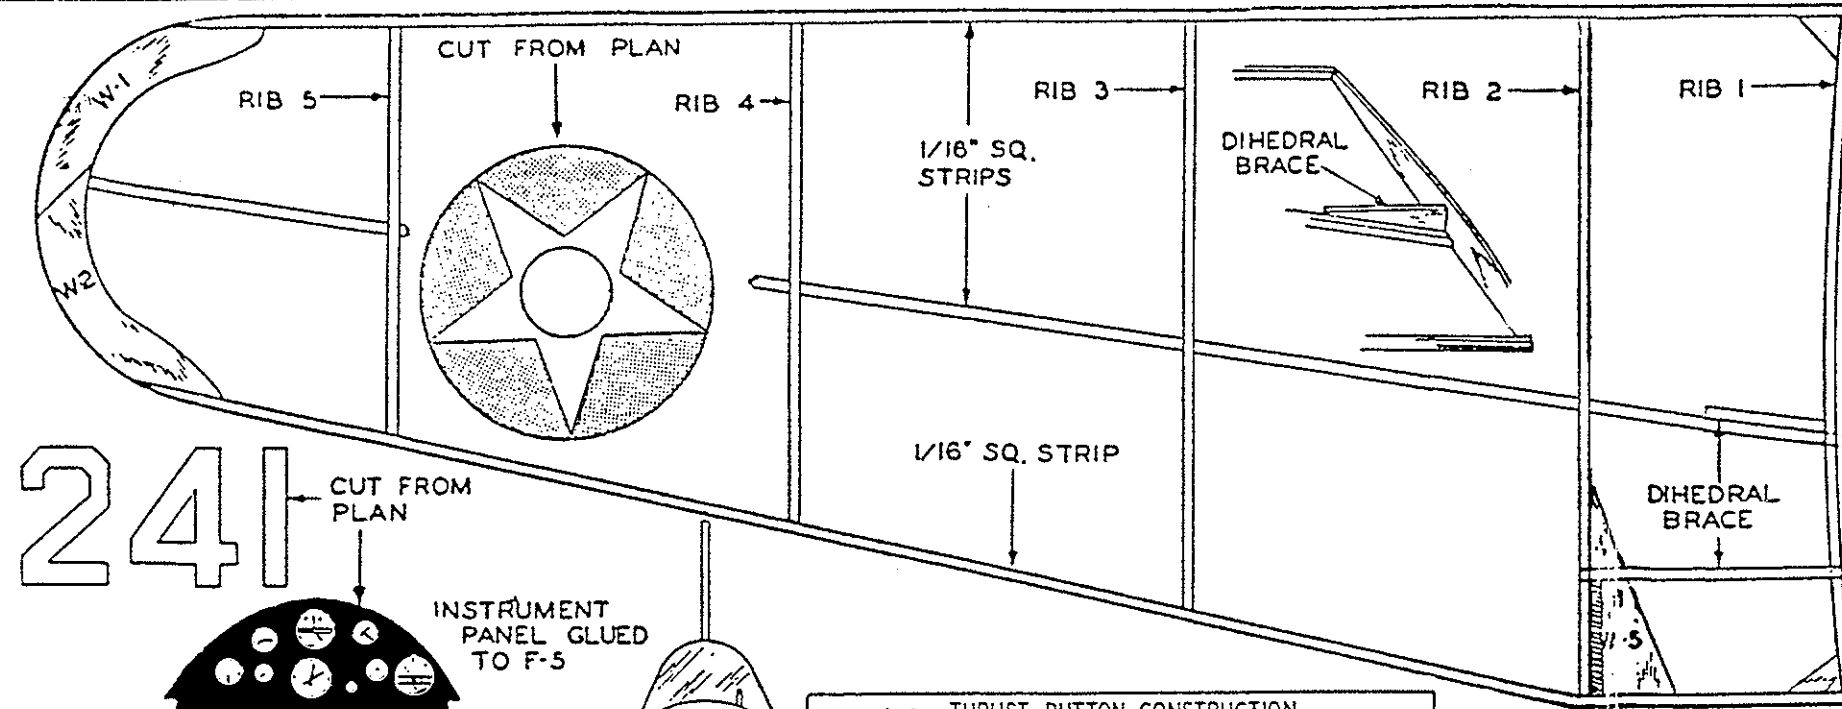 CUT FROM PLAN
W-1
RIB 5
RIB 4
RIB 3
RIB 2
RIB 1
1/16" SQ.
STRIPS
DIHEDRAL
BRACE
W2
1/16" SQ. STRIP
241
CUT FROM
PLAN
DIHEDRAL
BRACE
INSTRUMENT
PANEL GLUED
TO F-5
THRUST BUTTON CONSTRUCTION